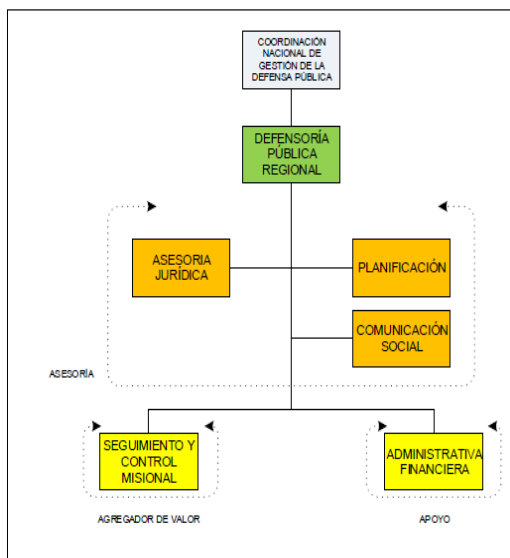 COORDINACIÓN
NACIONAL DE
GESTIÓN DE LA
DEFENSA PÚBLICA
DEFENSORÍA
PÚBLICA
REGIONAL
ASESORIA
JURÍDICA
PLANIFICACIÓN
COMUNICACIÓN
SOCIAL
ASESORÍA
SEGUIMIENTO Y
CONTROL
MISIONAL
ADMINISTRATIVA
FINANCIERA
AGREGADOR DE VALOR
APOYO